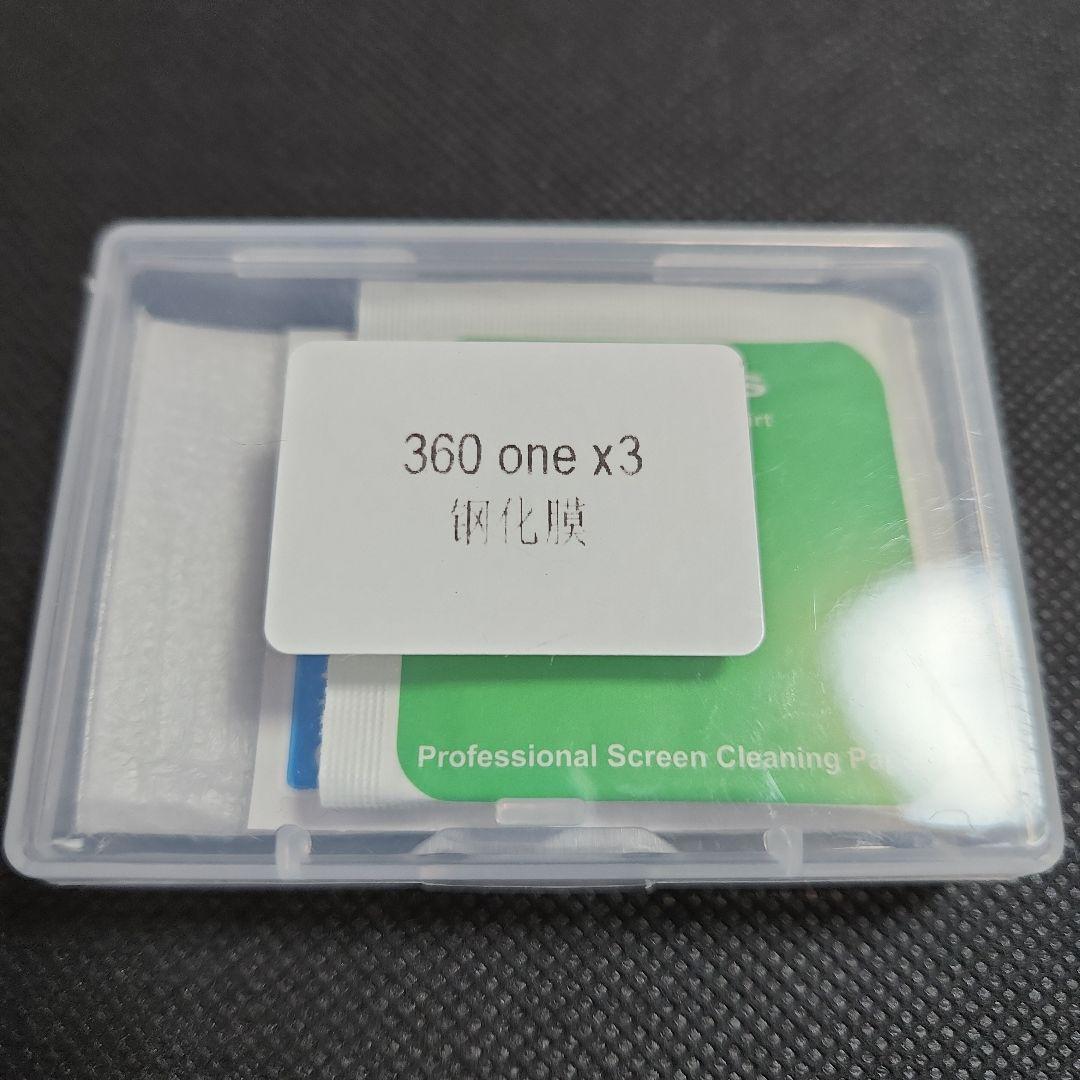 360 one x3
钢化膜
Professional Screen Cleaning